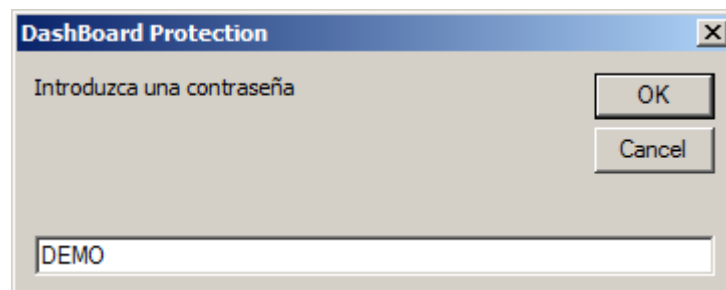 DashBoard Protection
Introduzca una contraseña
OK
Cancel
DEMO